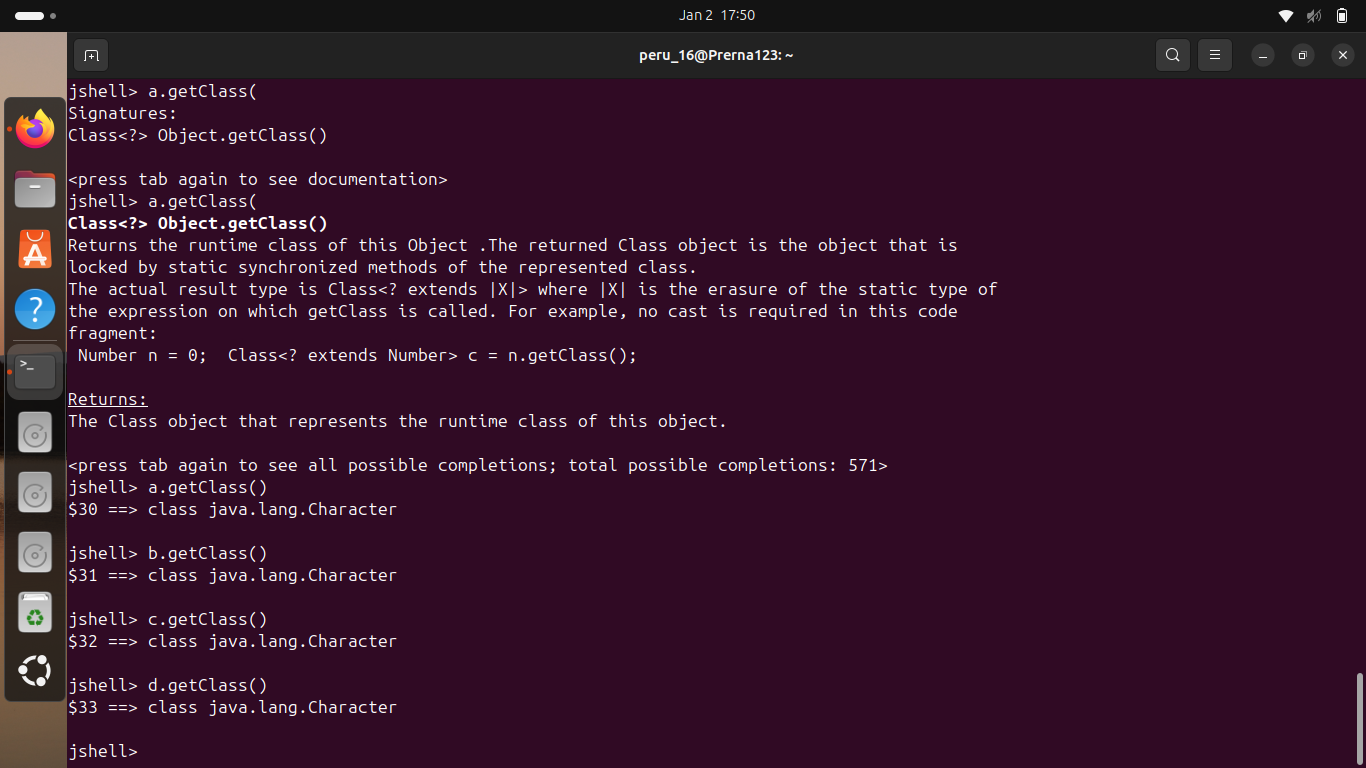 Jan 2 17:50
peru_16@Prerna123: ~
jshell> a.getClass(
Signatures:
Class<?> Object.getClass()
<press tab again to see documentation>
jshell> a.getClass(
Class<?> Object.getClass()
Returns the runtime class of this Object .The returned Class object is the object that is
locked by static synchronized methods of the represented class.
The actual result type is Class<? extends |X|> where |X| is the erasure of the static type of
the expression on which getClass is called. For example, no cast is required in this code
fragment:
Number n = 0;  Class<? extends Number> c = n.getClass();
Returns:
The Class object that represents the runtime class of this object.
<press tab again to see all possible completions; total possible completions: 571>
jshell> a.getClass()
$30 ==> class java.lang.Character
jshell> b.getClass()
$31 ==> class java.lang.Character
jshell> c.getClass()
$32 ==> class java.lang.Character
jshell> d.getClass()
$33 ==> class java.lang.Character
jshell>